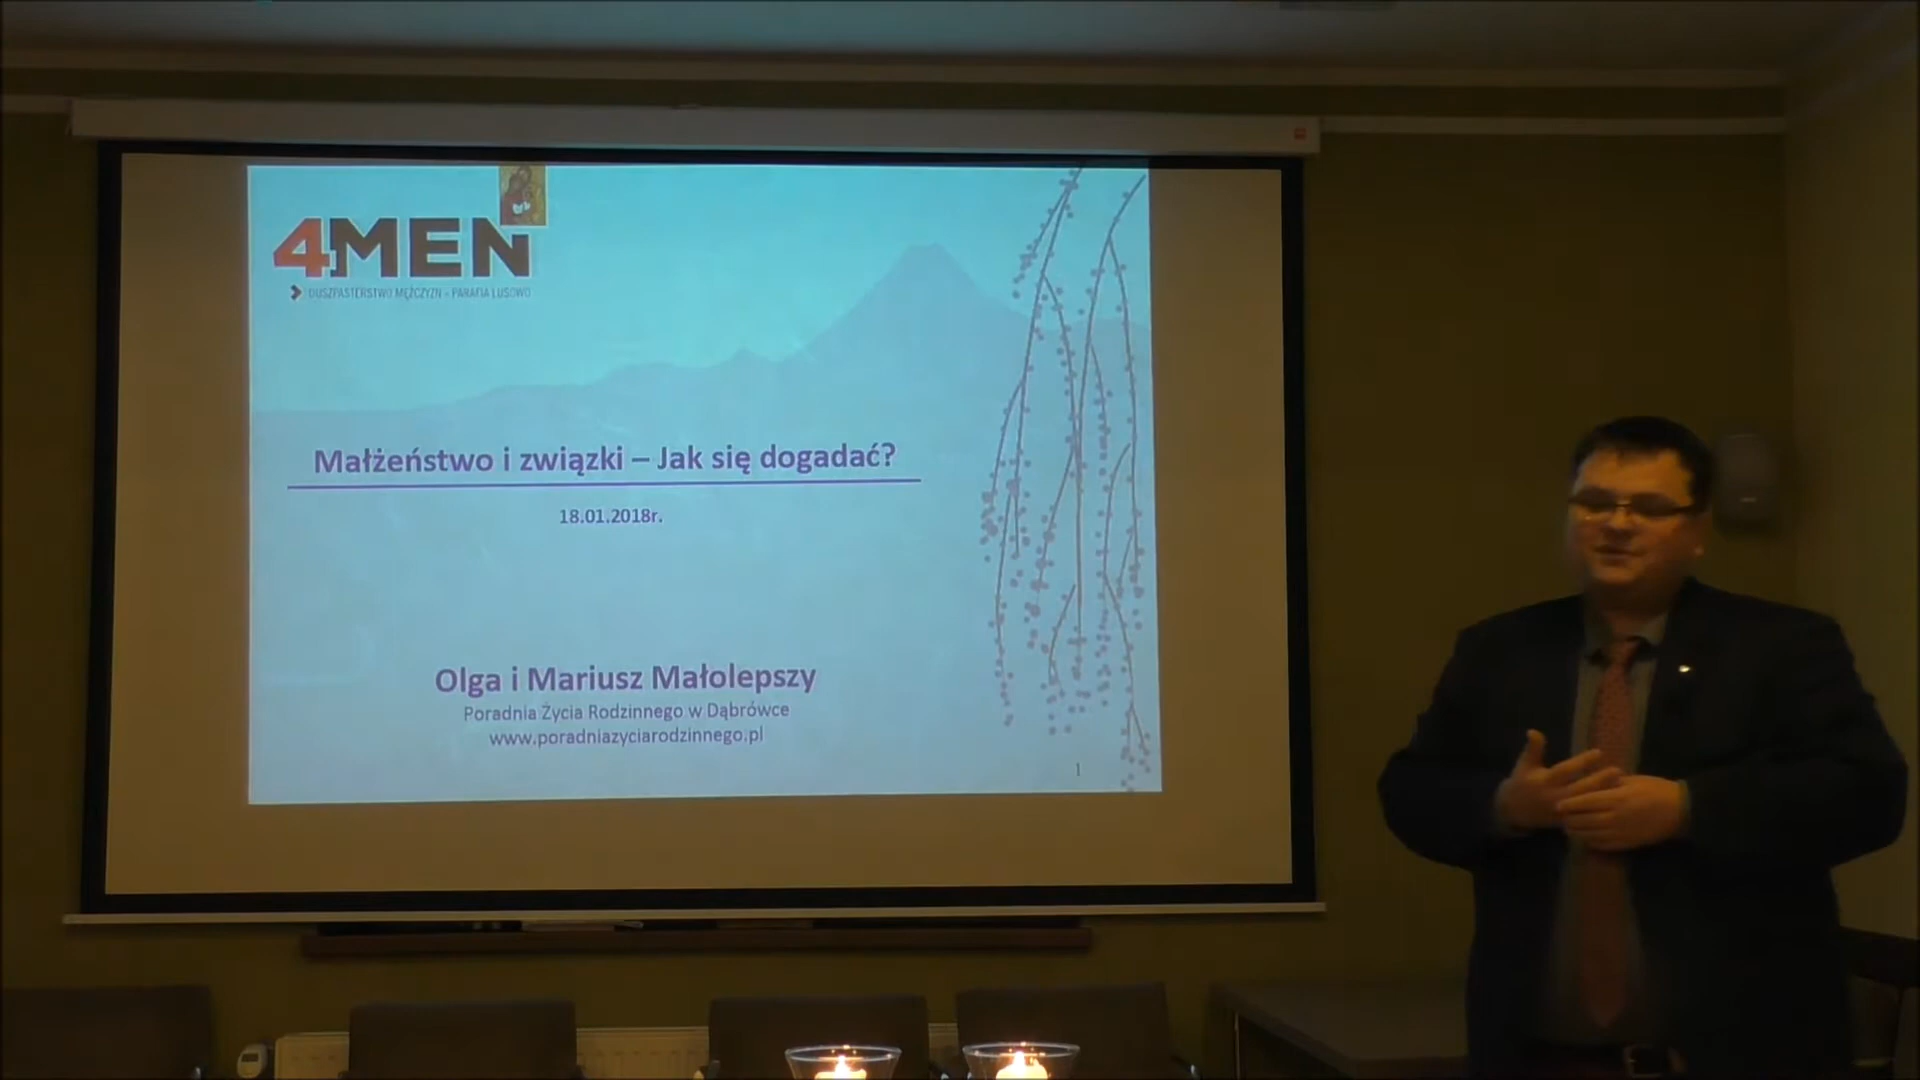 4MEN
DUSZPASTERSTWO MĘŻCZYZN - PARAFIA LUSOWO
Małżeństwo i związki – Jak się dogadać?
18.01.2018r.
Olga i Mariusz Małolepszy
Poradnia Życia Rodzinnego w Dąbrówce
www.poradniazyciarodzinnego.pl
1